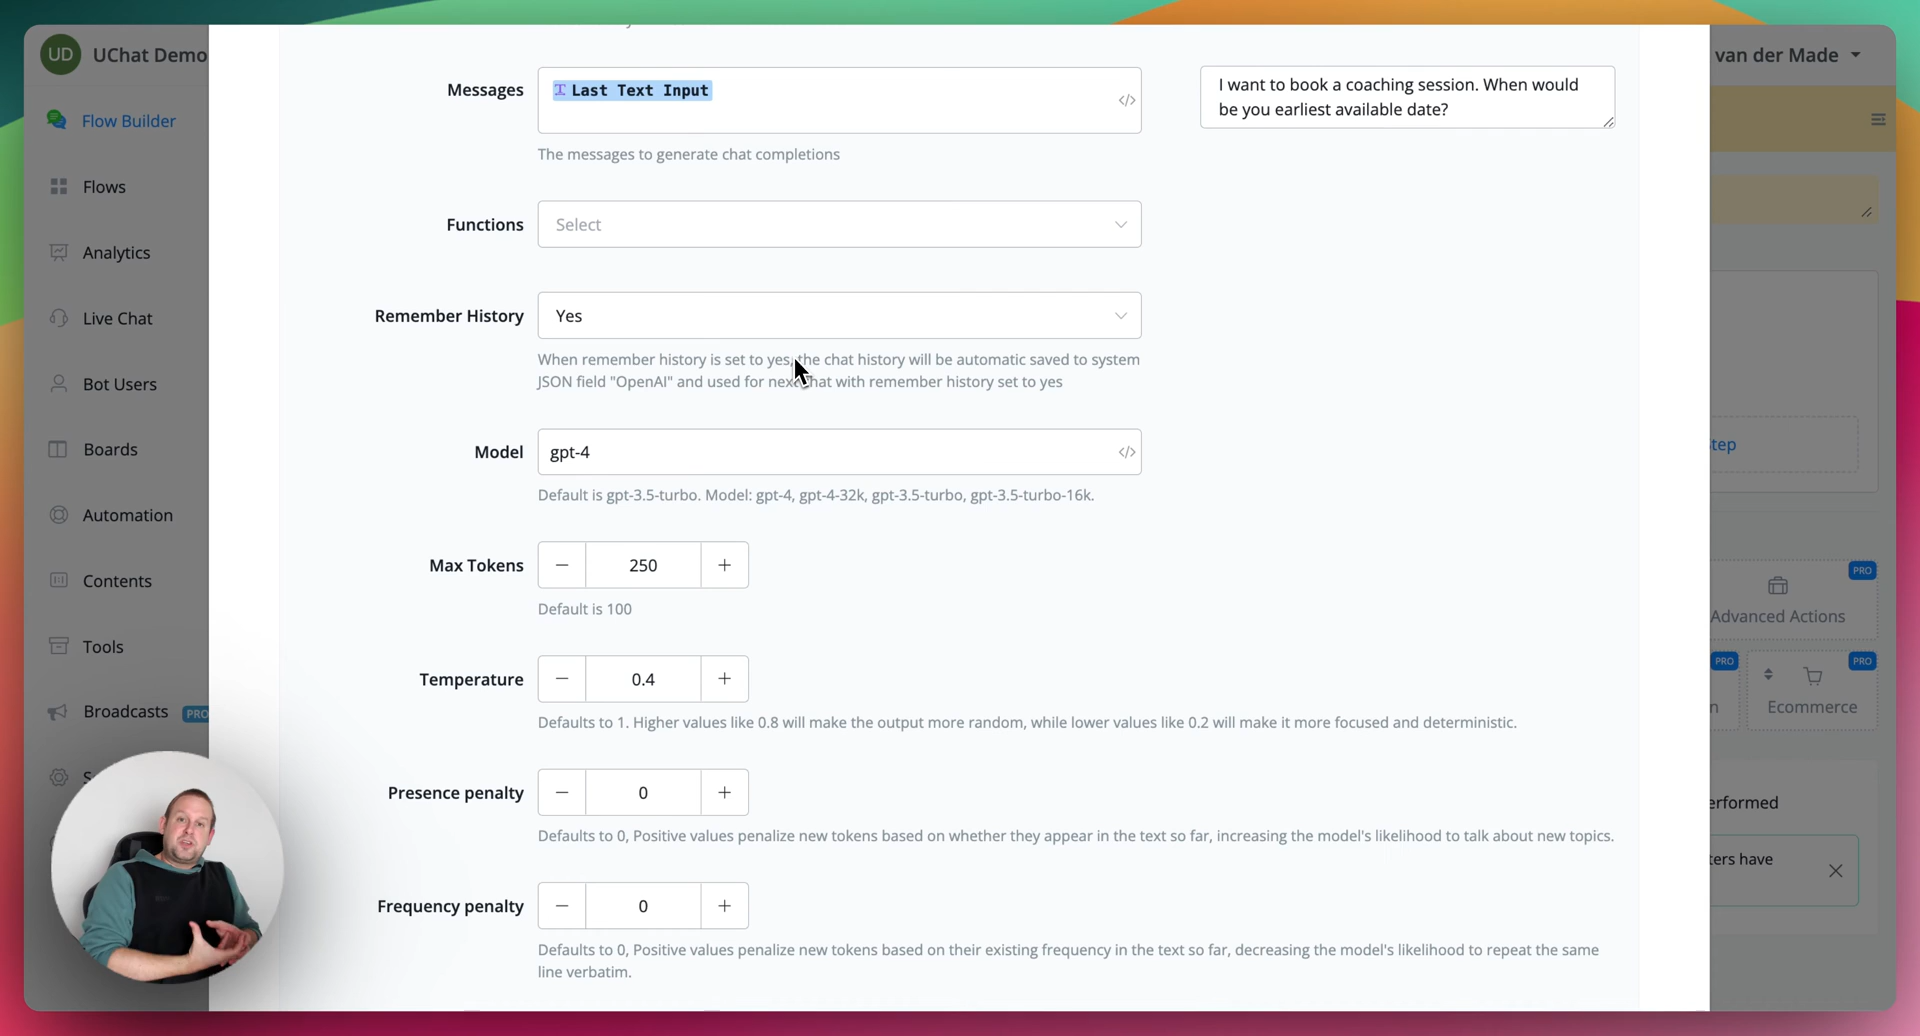 UD UChat Demo
van der Made
Flow Builder
Flows
Analytics
Live Chat
Bot Users
Boards
Automation
Contents
Tools
Broadcasts PRO
Messages
Last Text Input
</>
I want to book a coaching session. When would
be you earliest available date?
The messages to generate chat completions
Functions
Select
Remember History
Yes
When remember history is set to yes, the chat history will be automatic saved to system
JSON field "OpenAI" and used for next chat with remember history set to yes
Model
gpt-4
</>
Default is gpt-3.5-turbo. Model: gpt-4, gpt-4-32k, gpt-3.5-turbo, gpt-3.5-turbo-16k.
Max Tokens
− 250 +
Default is 100
Temperature
− 0.4 +
Defaults to 1. Higher values like 0.8 will make the output more random, while lower values like 0.2 will make it more focused and deterministic.
Presence penalty
− 0 +
Defaults to 0, Positive values penalize new tokens based on whether they appear in the text so far, increasing the model's likelihood to talk about new topics.
Frequency penalty
− 0 +
Defaults to 0, Positive values penalize new tokens based on their existing frequency in the text so far, decreasing the model's likelihood to repeat the same
line verbatim.
tep
PRO
Advanced Actions
PRO
PRO
n
Ecommerce
erformed
ters have